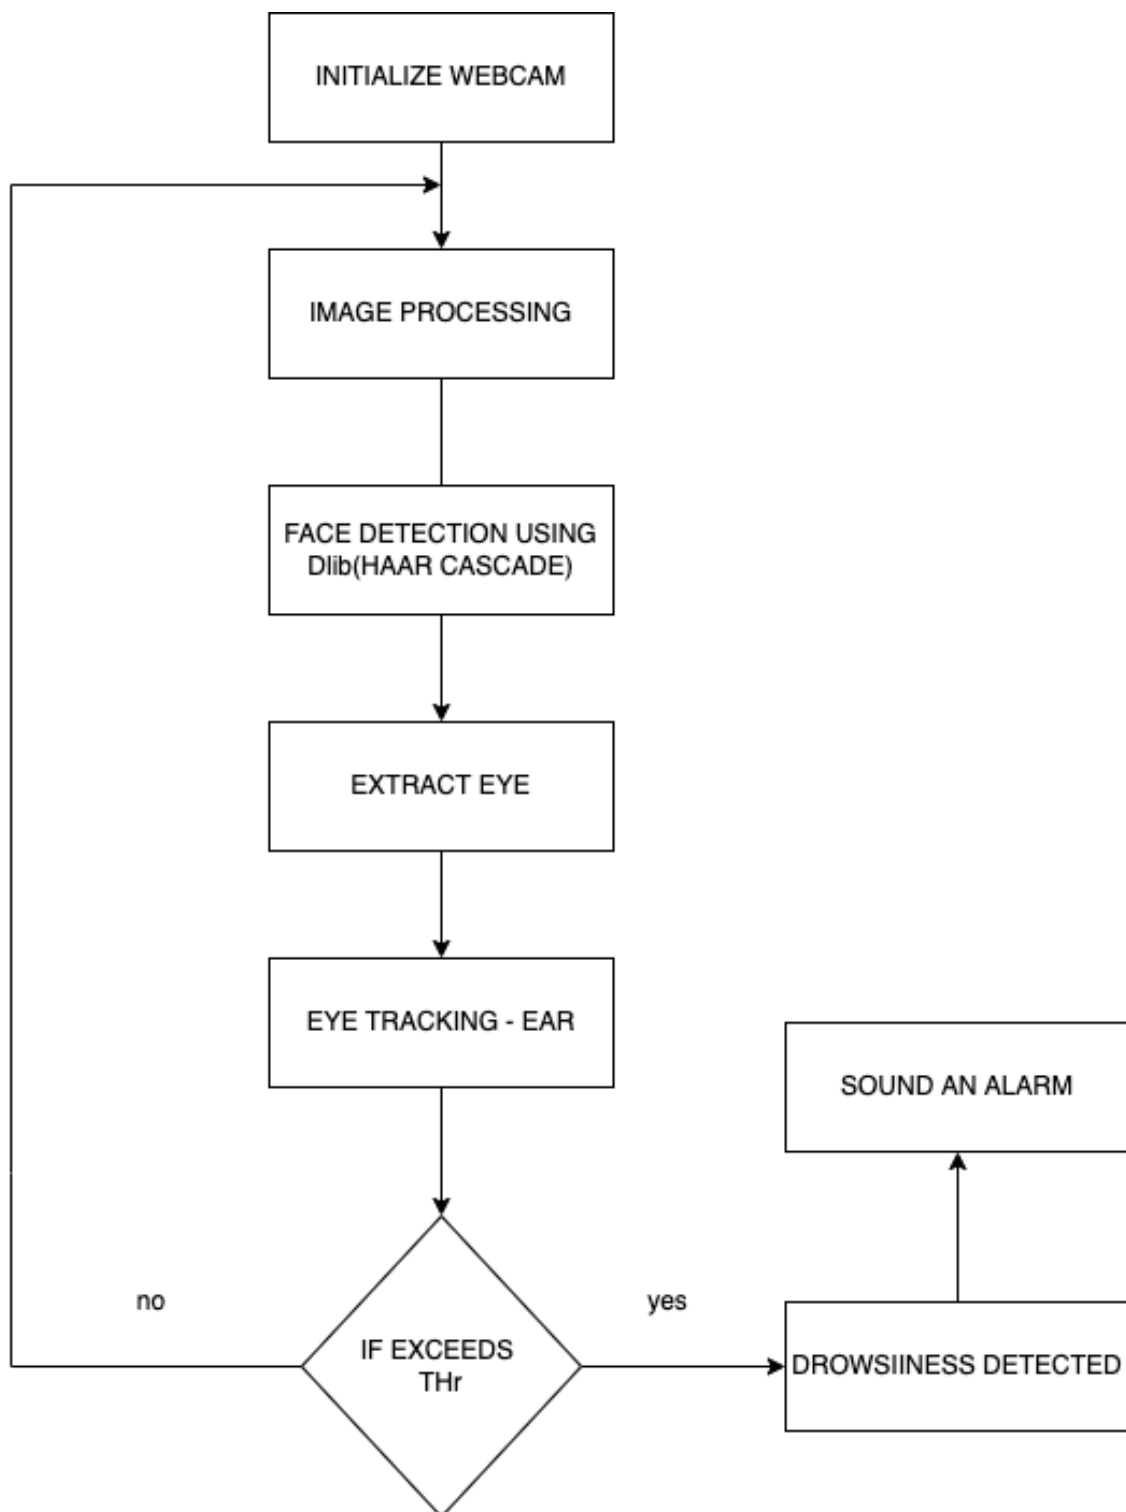 INITIALIZE WEBCAM
IMAGE PROCESSING
FACE DETECTION USING
Dlib(HAAR CASCADE)
EXTRACT EYE
EYE TRACKING - EAR
SOUND AN ALARM
no
yes
IF EXCEEDS
THr
DROWSIINESS DETECTED